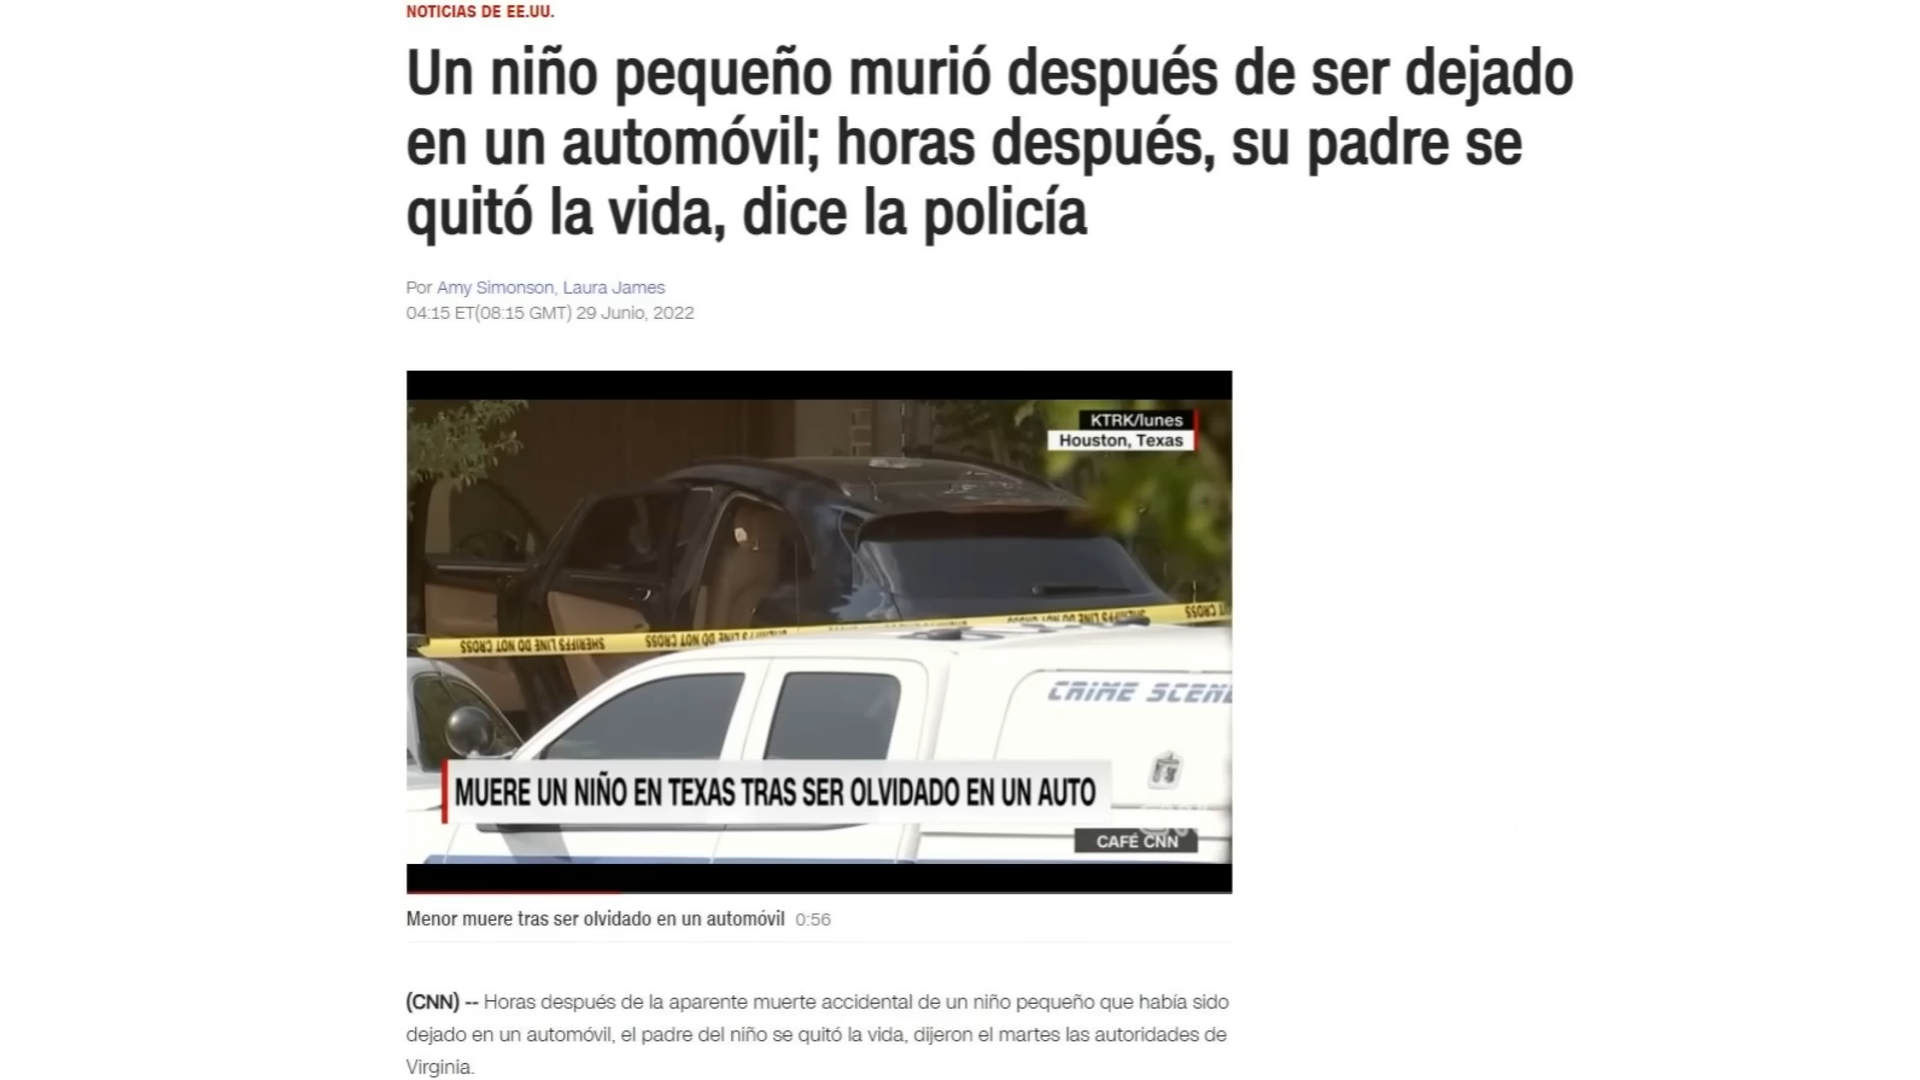 NOTICIAS DE EE.UU.
Un niño pequeño murió después de ser dejado
en un automóvil; horas después, su padre se
quitó la vida, dice la policía
Por Amy Simonson, Laura James
04:15 ET(08:15 GMT) 29 Junio, 2022
KTRK/lunes
Houston, Texas
SHERIFFS LINE DO NOT CROSS
CRIME SCENE
MUERE UN NIÑO EN TEXAS TRAS SER OLVIDADO EN UN AUTO
CAFÉ CNN
Menor muere tras ser olvidado en un automóvil 0:56
(CNN) -- Horas después de la aparente muerte accidental de un niño pequeño que había sido
dejado en un automóvil, el padre del niño se quitó la vida, dijeron el martes las autoridades de
Virginia.